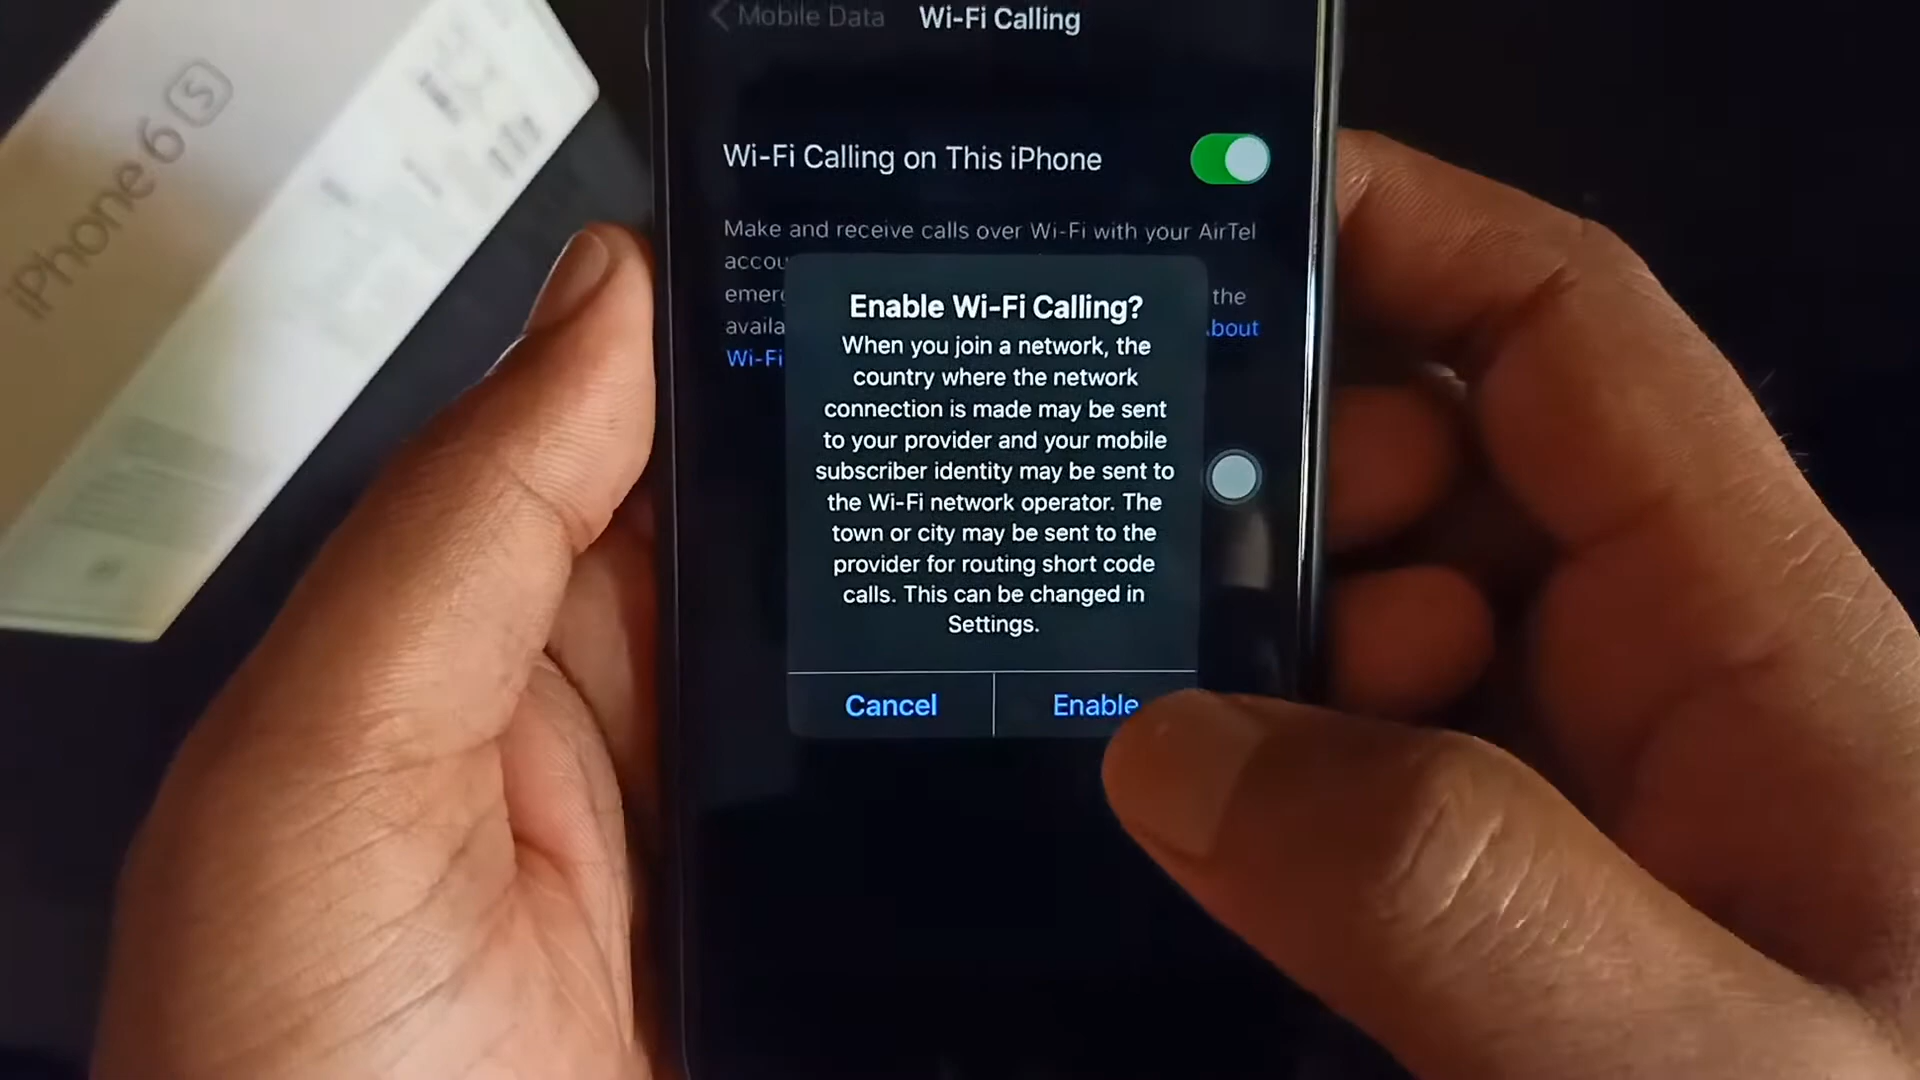 iPhone 6s
Mobile Data Wi-Fi Calling
Wi-Fi Calling on This iPhone
Make and receive calls over Wi-Fi with your AirTel
the
Wi-Fi
Enable Wi-Fi Calling?
When you join a network, the
country where the network
connection is made may be sent
to your provider and your mobile
subscriber identity may be sent to
the Wi-Fi network operator. The
town or city may be sent to the
provider for routing short code
calls. This can be changed in
Settings.
Cancel Enable